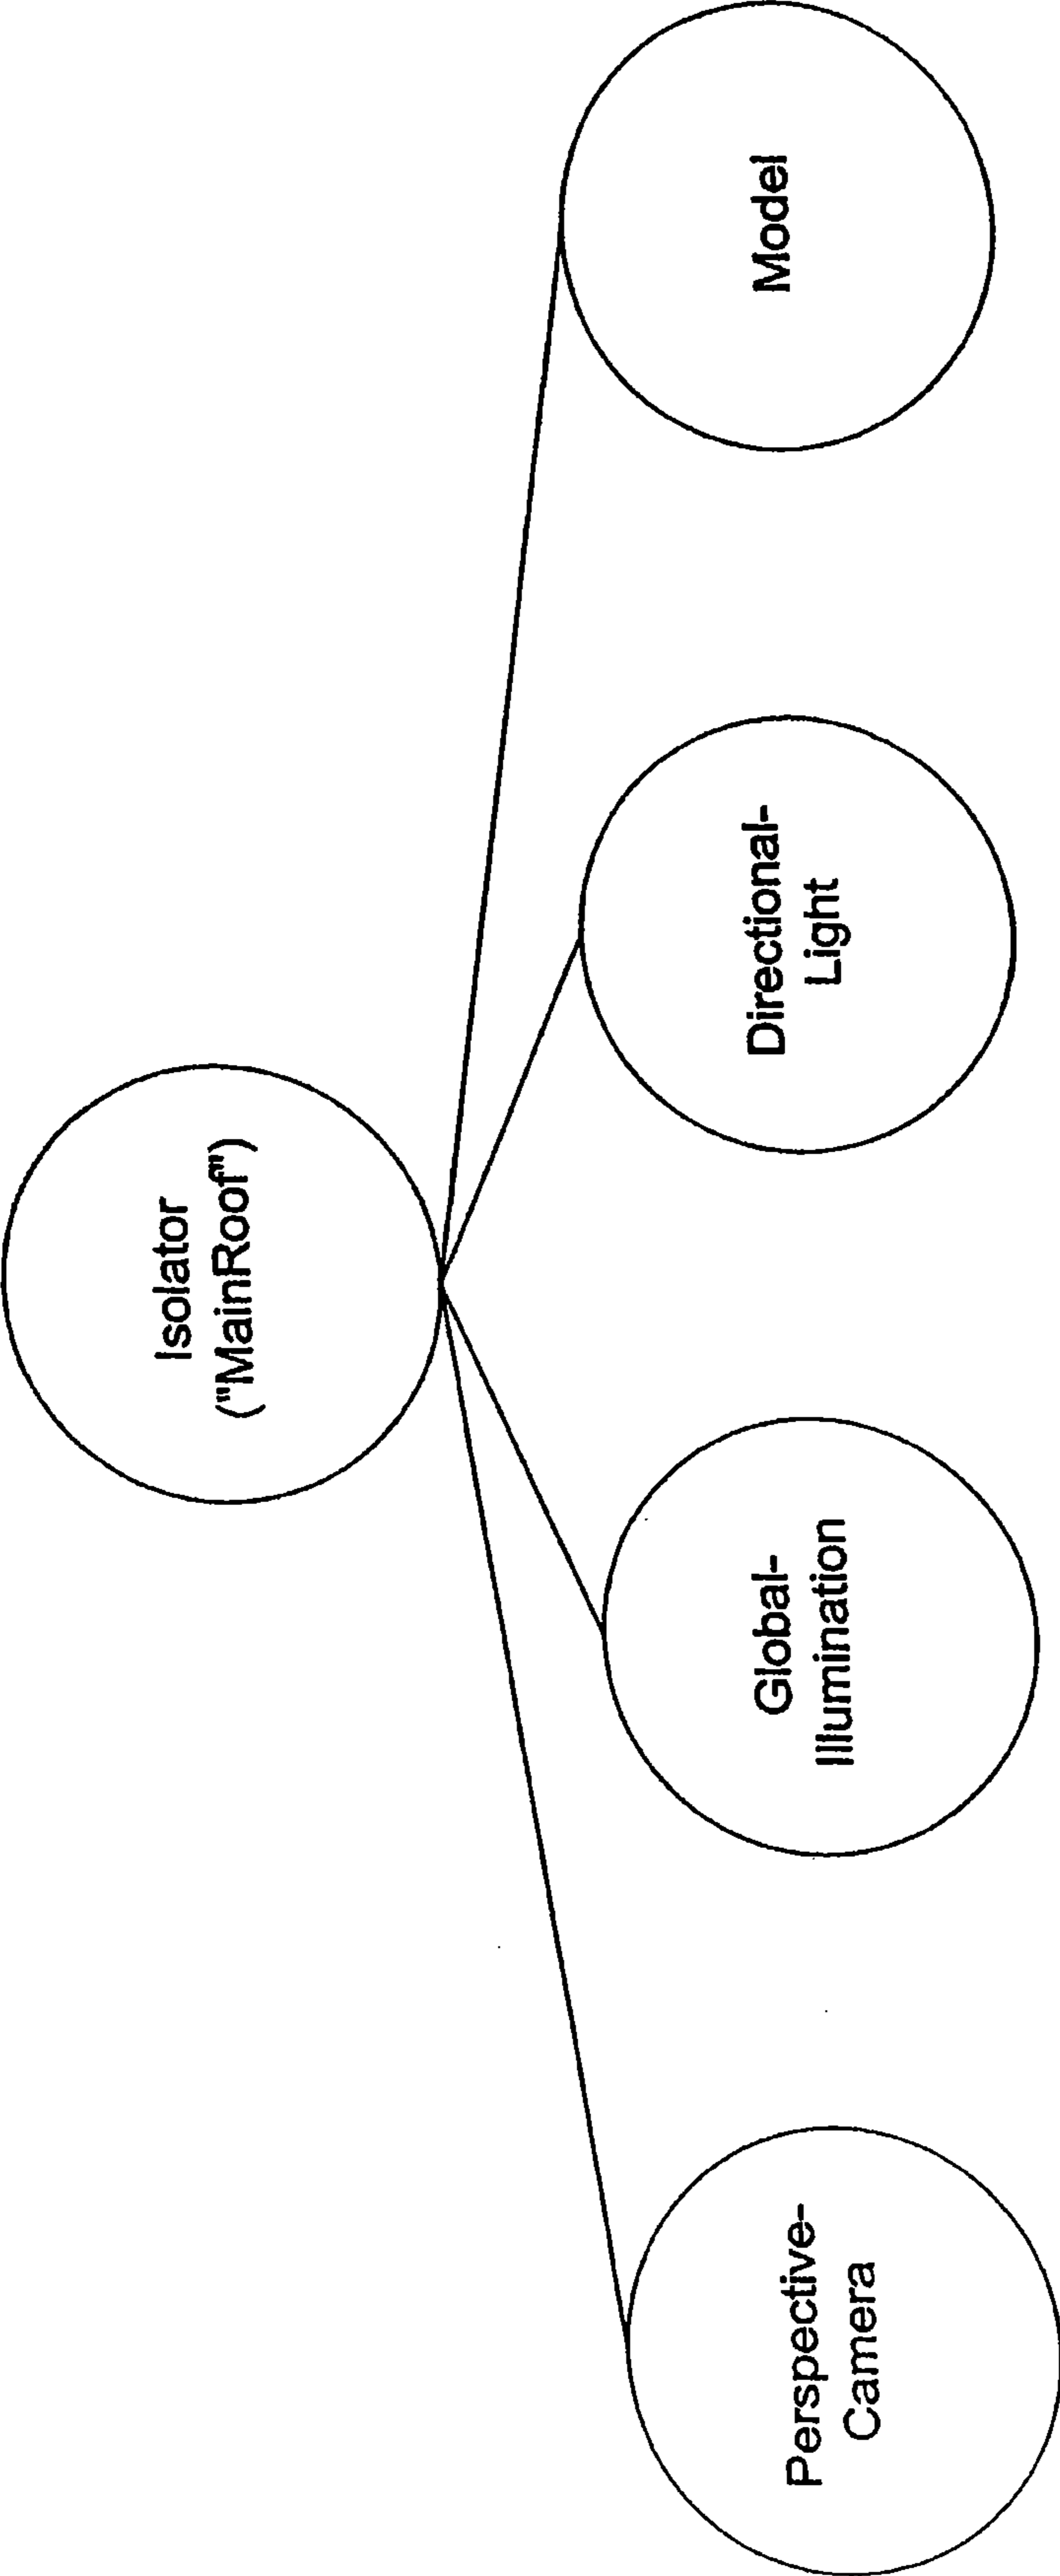 Isolator
("MainRoof")
Perspective-
Camera
Global-
Illumination
Directional-
Light
Model